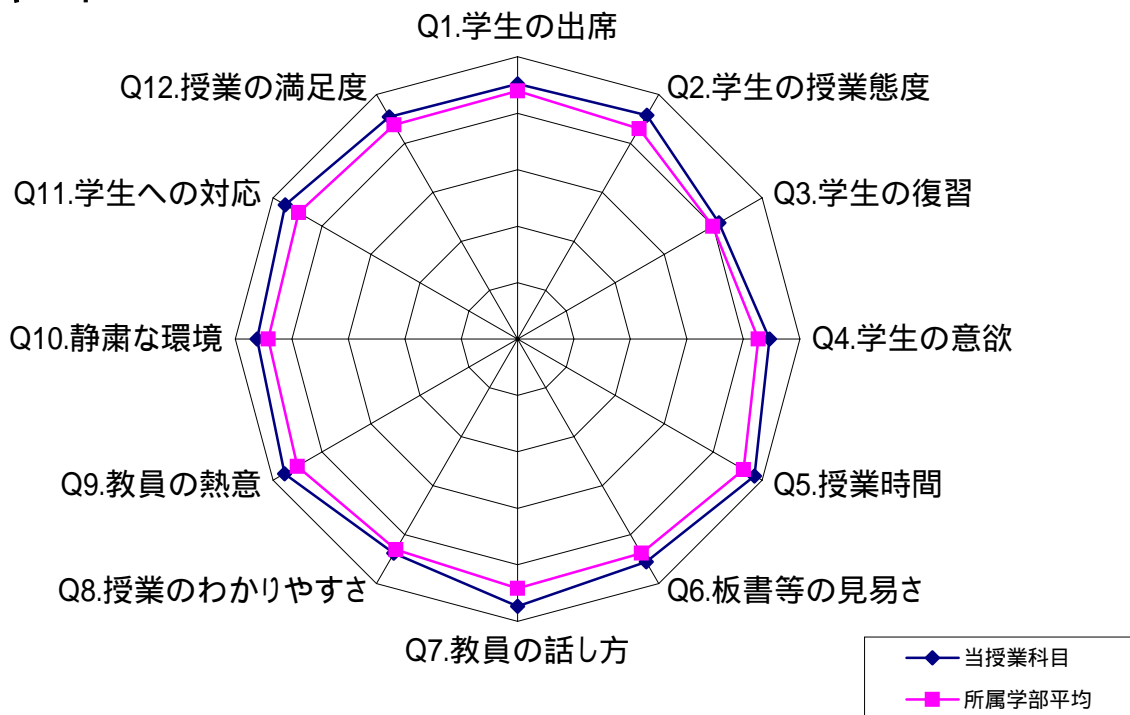 Q1.学生の出席
Q2.学生の授業態度
Q3.学生の復習
Q4.学生の意欲
Q5.授業時間
Q6.板書等の見易さ
Q7.教員の話し方
Q8.授業のわかりやすさ
Q9.教員の熱意
Q10.静粛な環境
Q11.学生への対応
Q12.授業の満足度
当授業科目
所属学部平均